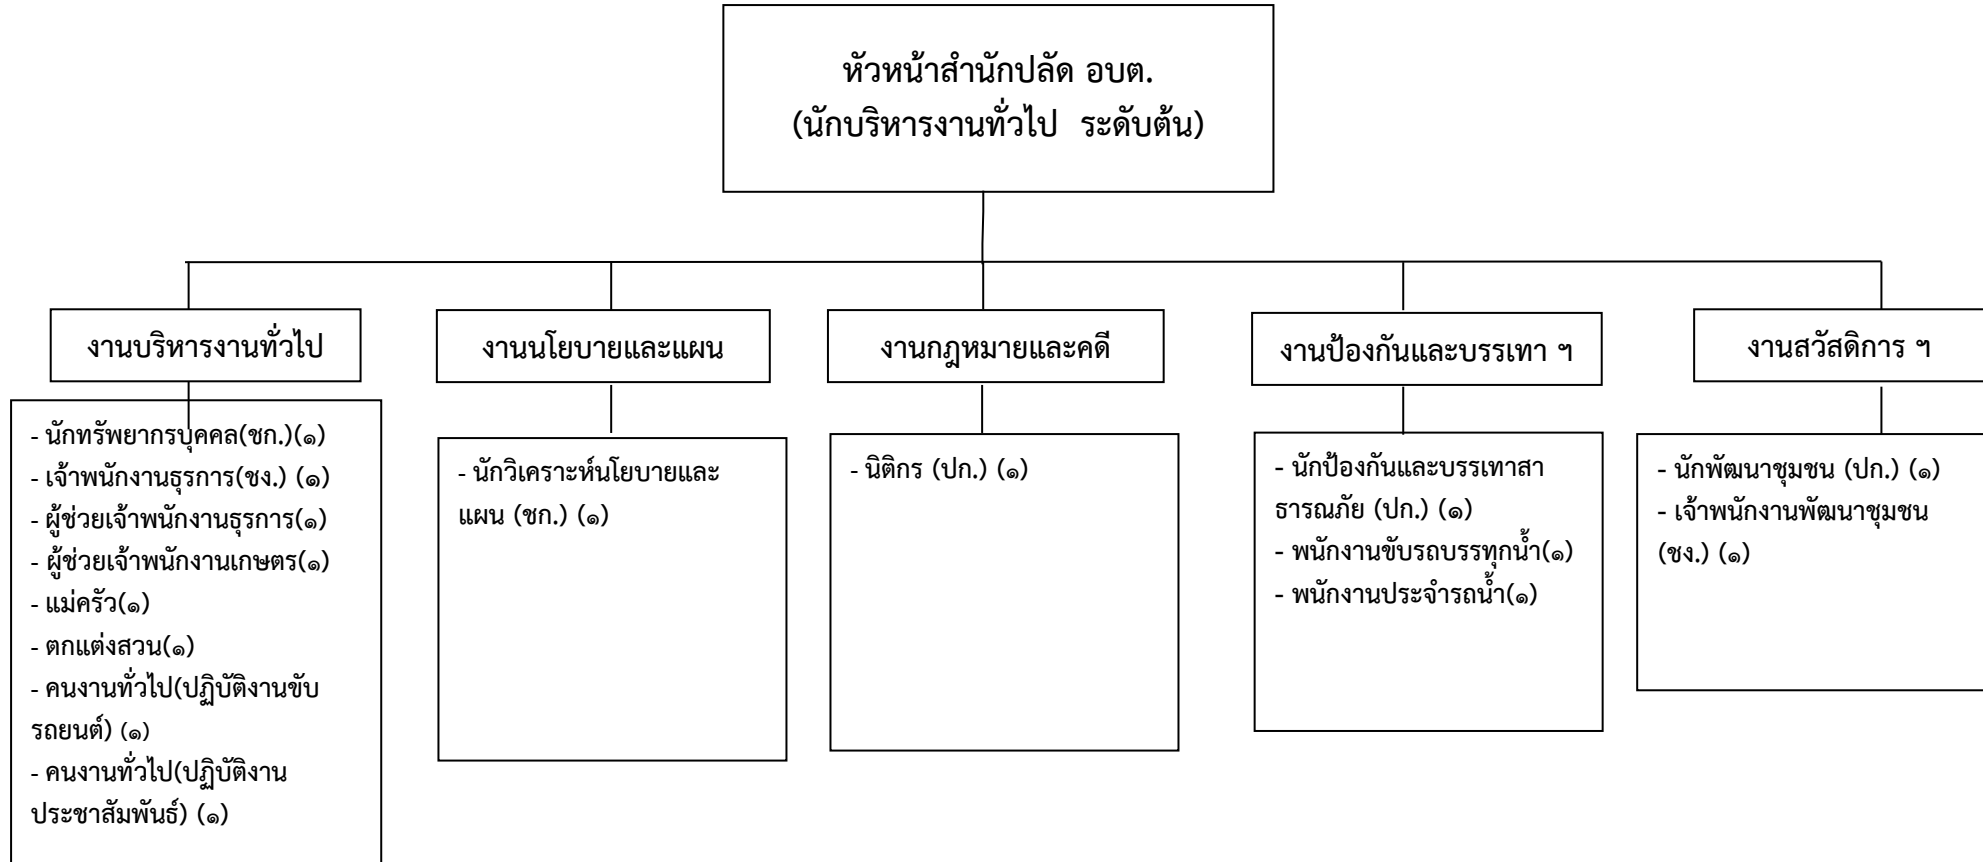 หัวหน้าสำนักปลัด อบต.
(นักบริหารงานทั่วไป ระดับต้น)
งานบริหารงานทั่วไป
งานนโยบายและแผน
งานกฎหมายและคดี
งานป้องกันและบรรเทา ฯ
งานสวัสดิการ ฯ
- นักทรัพยากรบุคคล(ชก.)(๑)
- เจ้าพนักงานธุรการ(ชง.) (๑)
- ผู้ช่วยเจ้าพนักงานธุรการ(๑)
- ผู้ช่วยเจ้าพนักงานเกษตร(๑)
- แม่ครัว(๑)
- ตกแต่งสวน(๑)
- คนงานทั่วไป(ปฏิบัติงานขับ
รถยนต์) (๑)
- คนงานทั่วไป(ปฏิบัติงาน
ประชาสัมพันธ์) (๑)
- นักวิเคราะห์นโยบายและ
แผน (ชก.) (๑)
- นิติกร (ปก.) (๑)
- นักป้องกันและบรรเทาสา
ธารณภัย (ปก.) (๑)
- พนักงานขับรถบรรทุกน้ำ(๑)
- พนักงานประจำรถน้ำ(๑)
- นักพัฒนาชุมชน (ปก.) (๑)
- เจ้าพนักงานพัฒนาชุมชน
(ชง.) (๑)